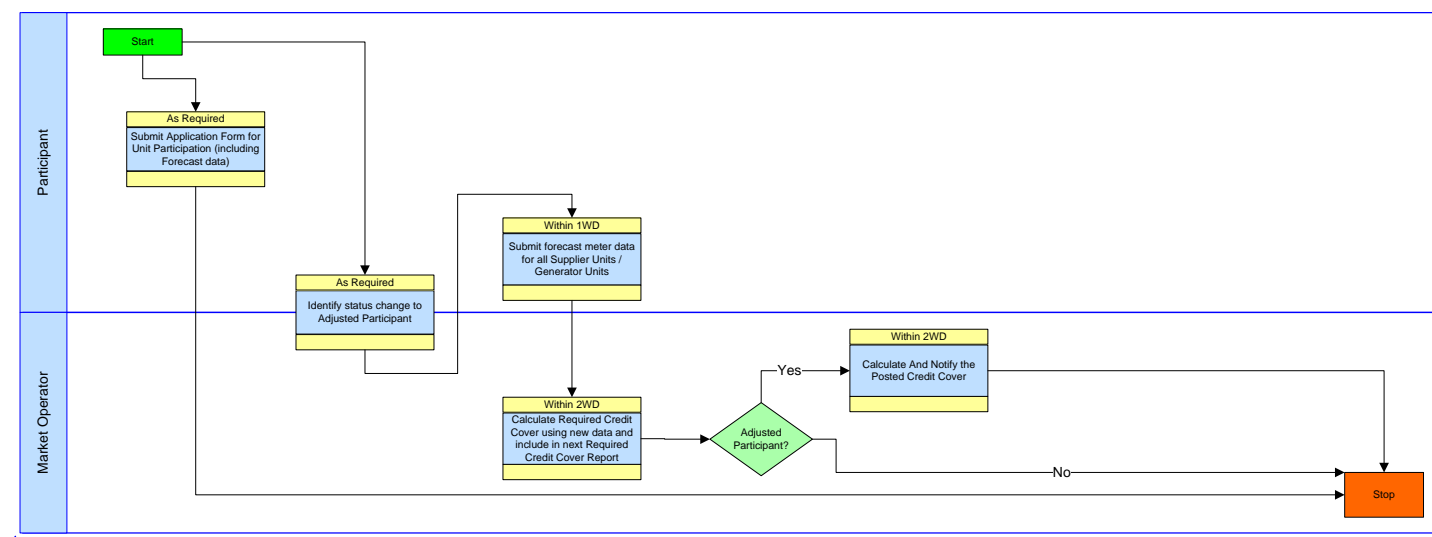 Participant
Start
As Required
Submit Application Form for
Unit Participation (including
Forecast data)
Within 1WD
Submit forecast meter data
for all Supplier Units /
Generator Units
As Required
Identify status change to
Adjusted Participant
Market Operator
Within 2WD
Calculate Required Credit
Cover using new data and
include in next Required
Credit Cover Report
Adjusted
Participant?
Yes
Within 2WD
Calculate And Notify the
Posted Credit Cover
No
Stop